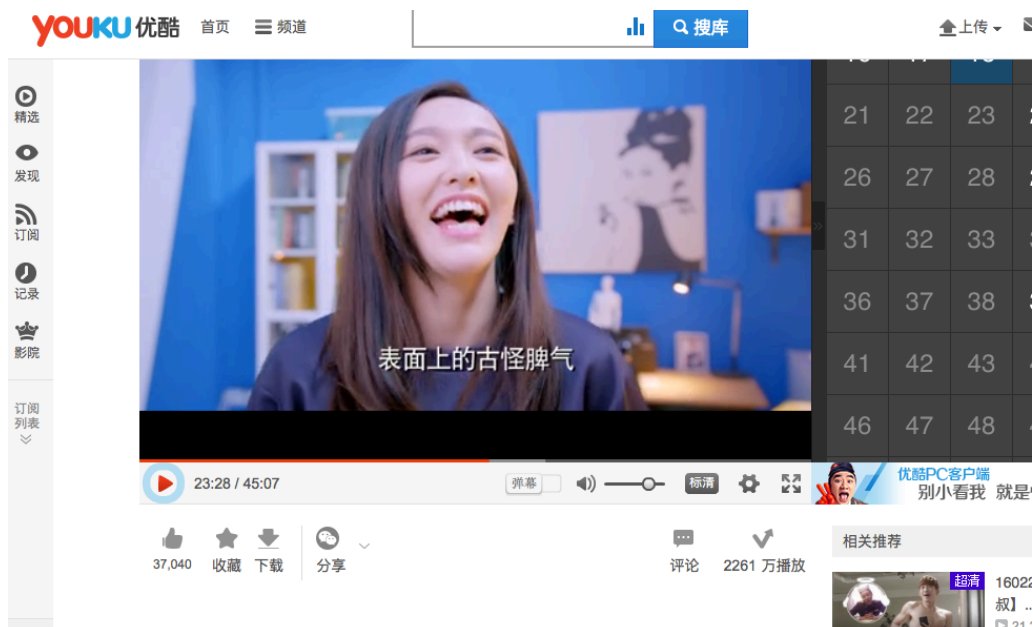 YOUKU优酷 首页 频道
搜库
上传
精选
发现
订阅
记录
影院
订阅
列表
表面上的古怪脾气
21 22 23
26 27 28
31 32 33
36 37 38
41 42 43
46 47 48
23:28 / 45:07
弹幕
标清
优酷PC客户端
别小看我 就是
37,040 收藏 下载 分享
评论 2261 万播放
相关推荐
超清
16022
叔】...